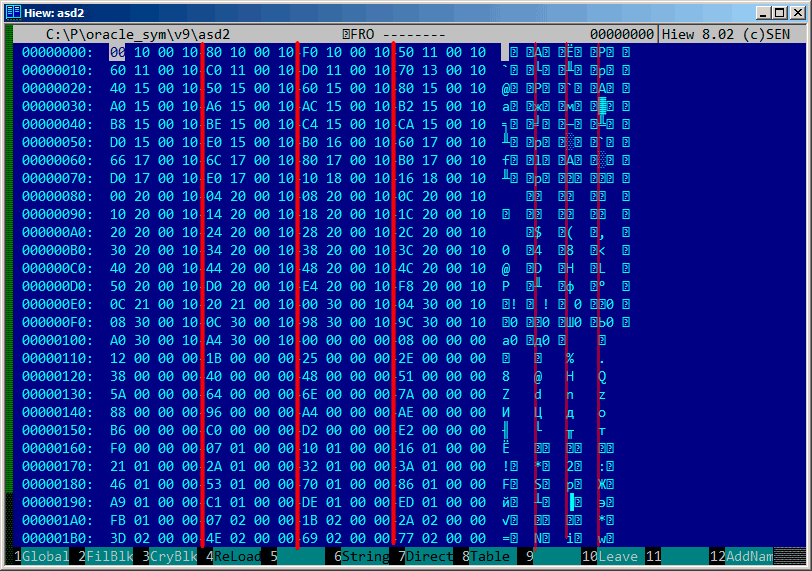 Hiew: asd2
C:\P\oracle_sym\v9\asd2 FRO -------- 00000000 Hiew 8.02 (c)SEN
00000000: 00 10 00 10 80 10 00 10 F0 10 00 10 50 11 00 10
00000010: 60 11 00 10 C0 11 00 10 D0 11 00 10 70 13 00 10
00000020: 40 15 00 10 50 15 00 10 60 15 00 10 80 15 00 10
00000030: A0 15 00 10 A6 15 00 10 AC 15 00 10 B2 15 00 10
00000040: B8 15 00 10 BE 15 00 10 C4 15 00 10 CA 15 00 10
00000050: D0 15 00 10 E0 15 00 10 B0 16 00 10 60 17 00 10
00000060: 66 17 00 10 6C 17 00 10 80 17 00 10 B0 17 00 10
00000070: D0 17 00 10 E0 17 00 10 10 18 00 10 16 18 00 10
00000080: 00 20 00 10 04 20 00 10 08 20 00 10 0C 20 00 10
00000090: 10 20 00 10 14 20 00 10 18 20 00 10 1C 20 00 10
000000A0: 20 20 00 10 24 20 00 10 28 20 00 10 2C 20 00 10
000000B0: 30 20 00 10 34 20 00 10 38 20 00 10 3C 20 00 10
000000C0: 40 20 00 10 44 20 00 10 48 20 00 10 4C 20 00 10
000000D0: 50 20 00 10 D0 20 00 10 E4 20 00 10 F8 20 00 10
000000E0: 0C 21 00 10 20 21 00 10 00 30 00 10 04 30 00 10
000000F0: 08 30 00 10 0C 30 00 10 98 30 00 10 9C 30 00 10
00000100: A0 30 00 10 A4 30 00 10 00 00 00 00 08 00 00 00
00000110: 12 00 00 00 1B 00 00 00 25 00 00 00 2E 00 00 00
00000120: 38 00 00 00 40 00 00 00 48 00 00 00 51 00 00 00
00000130: 5A 00 00 00 64 00 00 00 6E 00 00 00 7A 00 00 00
00000140: 88 00 00 00 96 00 00 00 A4 00 00 00 AE 00 00 00
00000150: B6 00 00 00 C0 00 00 00 D2 00 00 00 E2 00 00 00
00000160: F0 00 00 00 07 01 00 00 10 01 00 00 16 01 00 00
00000170: 21 01 00 00 2A 01 00 00 32 01 00 00 3A 01 00 00
00000180: 46 01 00 00 53 01 00 00 70 01 00 00 86 01 00 00
00000190: A9 01 00 00 C1 01 00 00 DE 01 00 00 ED 01 00 00
000001A0: FB 01 00 00 07 02 00 00 1B 02 00 00 2A 02 00 00
000001B0: 3D 02 00 00 4E 02 00 00 69 02 00 00 77 02 00 00
1Global 2FilBlk 3CryBlk 4ReLoad 5 6String 7Direct 8Table 9 10Leave 11 12AddNam